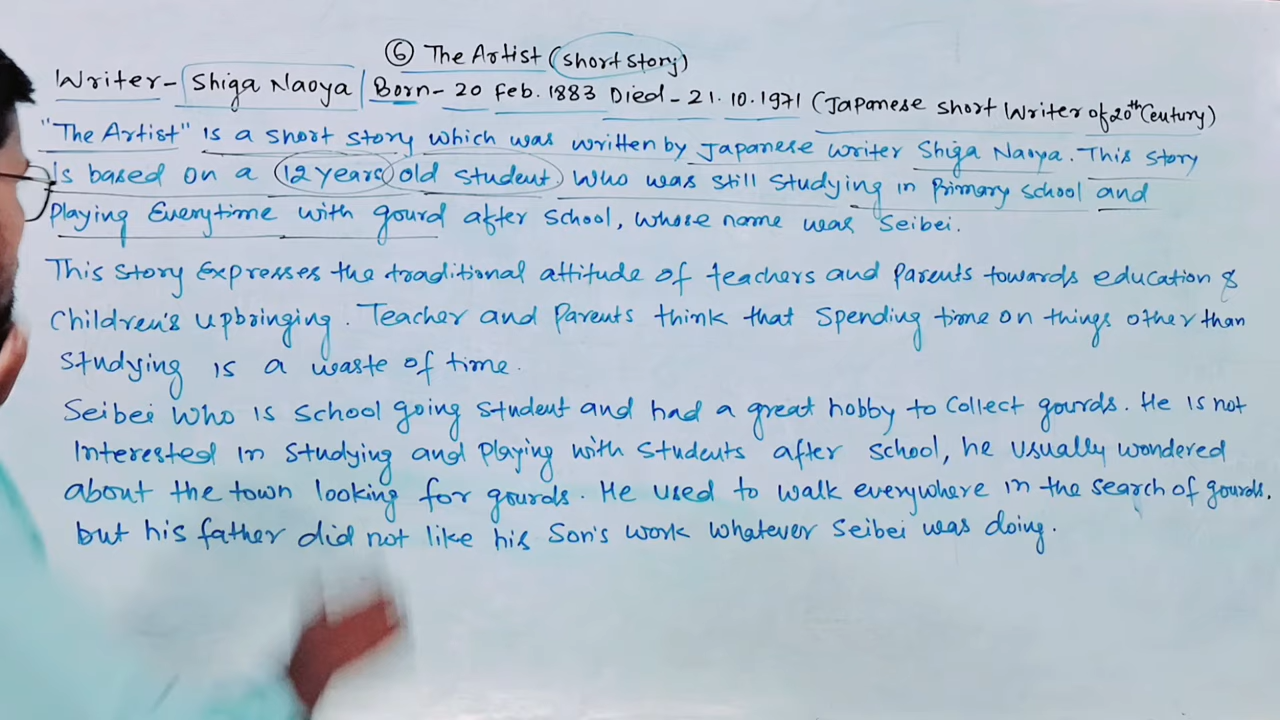 ⑥ The Artist (Short Story)
Writer- Shiga Naoya | Born- 20 Feb. 1883 Died - 21.10.1971 (Japanese Short Writer of 20th Century)
"The Artist" is a short story which was written by Japanese writer Shiga Naoya. This story
is based on a (12 years) old student) who was still studying in Primary school and
Playing Everytime with gourd after school, whose name was Seibei.
This story Expresses the traditional attitude of teachers and Parents towards education &
Children's upbringing. Teacher and Parents think that spending time on things other than
studying is a waste of time.
Seibei who is school going student and had a great hobby to collect gourds. He is not
interested in studying and playing with students after school, he usually wondered
about the town looking for gourds. He used to walk everywhere in the search of gourds,
but his father did not like his son's work whatever Seibei was doing.